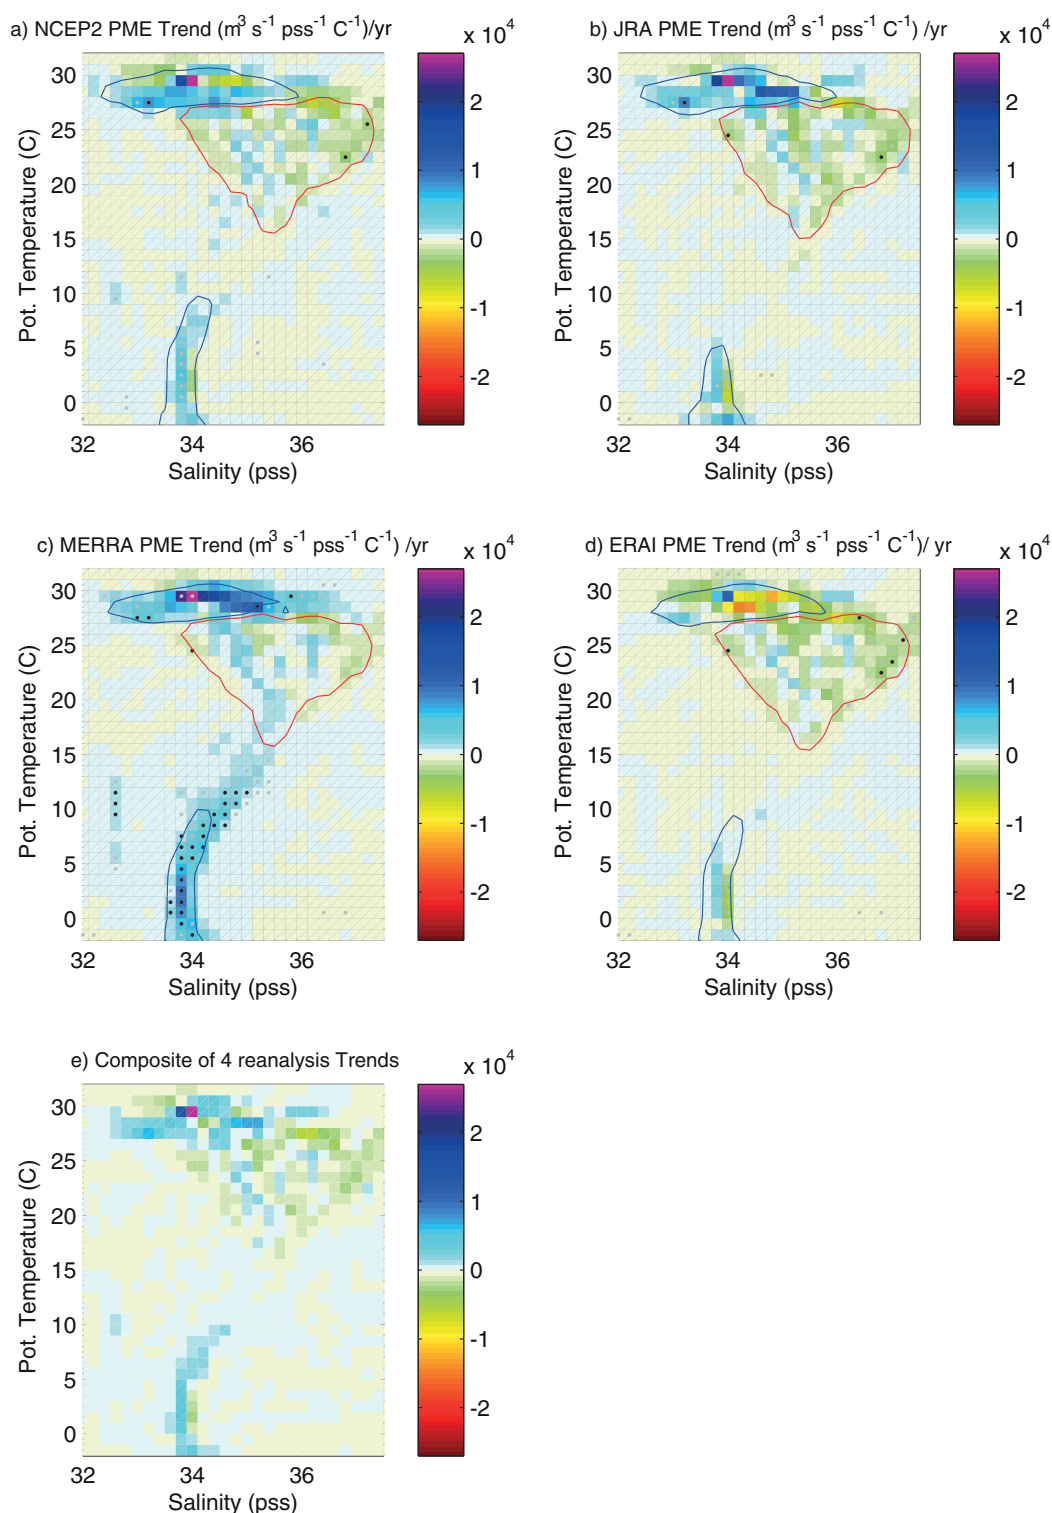 a) NCEP2 PME Trend (m³ s⁻¹ pss⁻¹ C⁻¹)/yr
x 10⁴
30
25
20
15
10
5
0
Pot. Temperature (C)
32 34 36
Salinity (pss)
2
1
0
-1
-2
b) JRA PME Trend (m³ s⁻¹ pss⁻¹ C⁻¹) /yr
x 10⁴
30
25
20
15
10
5
0
Pot. Temperature (C)
32 34 36
Salinity (pss)
2
1
0
-1
-2
c) MERRA PME Trend (m³ s⁻¹ pss⁻¹ C⁻¹) /yr
x 10⁴
30
25
20
15
10
5
0
Pot. Temperature (C)
32 34 36
Salinity (pss)
2
1
0
-1
-2
d) ERAI PME Trend (m³ s⁻¹ pss⁻¹ C⁻¹)/ yr
x 10⁴
30
25
20
15
10
5
0
Pot. Temperature (C)
32 34 36
Salinity (pss)
2
1
0
-1
-2
e) Composite of 4 reanalysis Trends
x 10⁴
30
25
20
15
10
5
0
Pot. Temperature (C)
32 34 36
Salinity (pss)
2
1
0
-1
-2